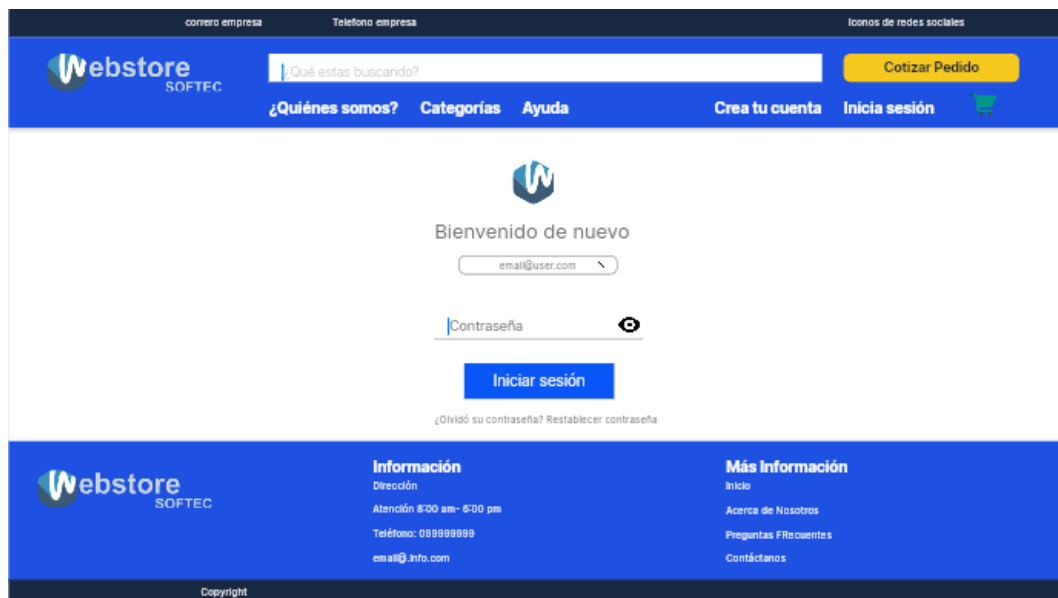 correro empresa Telefono empresa Iconos de redes sociales
Webstore
SOFTEC
¿Qué estas buscando?
Cotizar Pedido
¿Quiénes somos? Categorías Ayuda Crea tu cuenta Inicia sesión
Bienvenido de nuevo
email@user.com
Contraseña
Iniciar sesión
¿Olvidó su contraseña? Restablecer contraseña
Webstore
SOFTEC
Información
Dirección
Atención 8:00 am- 6:00 pm
Teléfono: 099999999
email@.info.com
Más Información
Inicio
Acerca de Nosotros
Preguntas FRecuentes
Contáctanos
Copyright